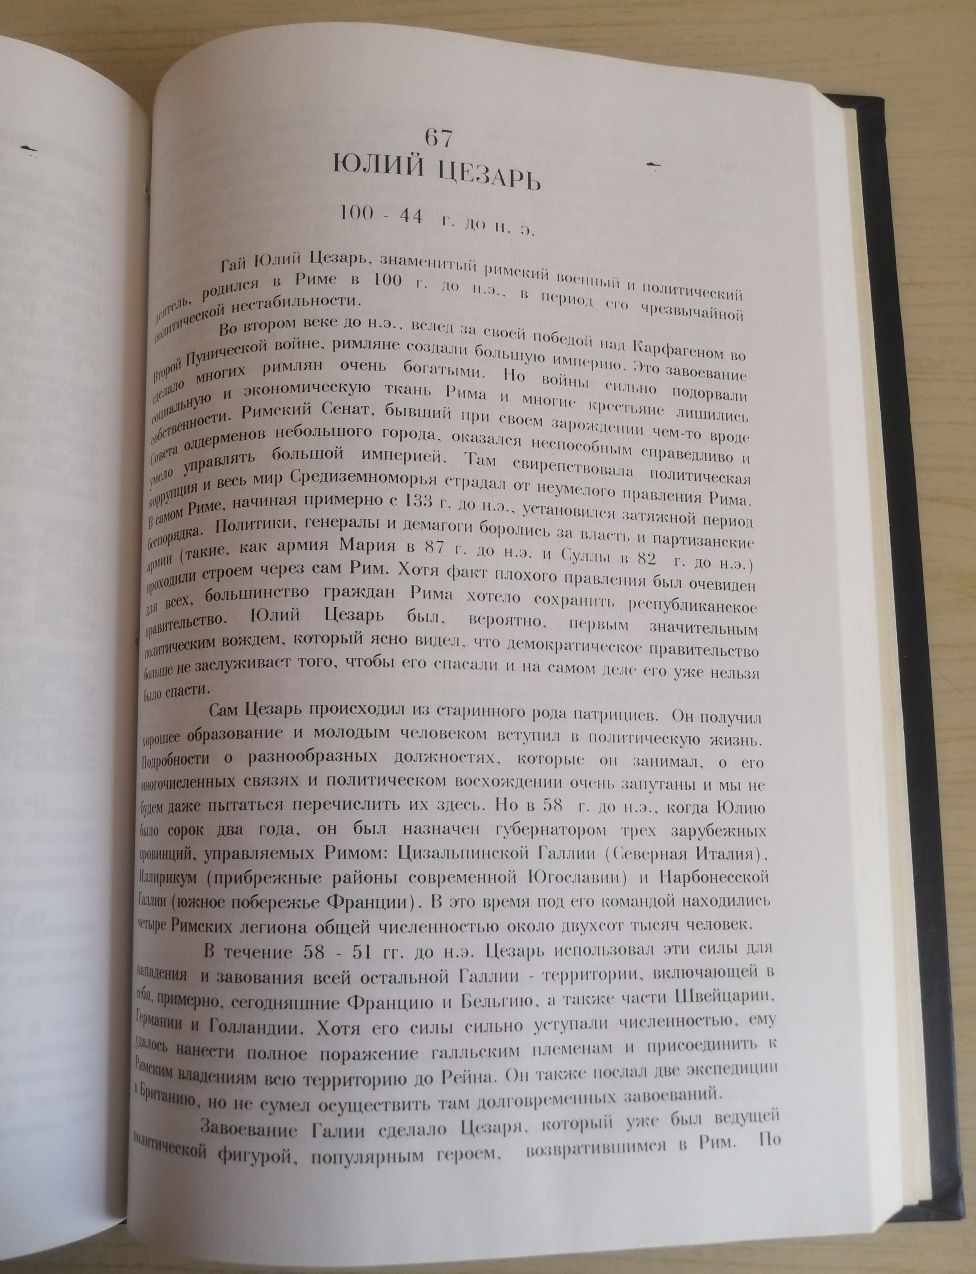 67
ЮЛИЙ ЦЕЗАРЬ
100 - 44 г. до н. э.
Гай Юлий Цезарь, знаменитый римский военный и политический
деятель, родился в Риме в 100 г. до н.э., в период его чрезвычайной
политической нестабильности.
Во втором веке до н.э., вслед за своей победой над Карфагеном во
Второй Пунической войне, римляне создали большую империю. Это завоевание
сделало многих римлян очень богатыми. Но войны сильно подорвали
социальную и экономическую ткань Рима и многие крестьяне лишились
собственности. Римский Сенат, бывший при своем зарождении чем-то вроде
Совета олдерменов небольшого города, оказался неспособным справедливо и
умело управлять большой империей. Там свирепствовала политическая
коррупция и весь мир Средиземноморья страдал от неумелого правления Рима.
В самом Риме, начиная примерно с 133 г. до н.э., установился затяжной период
беспорядка. Политики, генералы и демагоги боролись за власть и партизанские
армии (такие, как армия Мария в 87 г. до н.э. и Суллы в 82 г. до н.э.)
проходили строем через сам Рим. Хотя факт плохого правления был очевиден
для всех, большинство граждан Рима хотело сохранить республиканское
правительство. Юлий Цезарь был, вероятно, первым значительным
политическим вождем, который ясно видел, что демократическое правительство
больше не заслуживает того, чтобы его спасали и на самом деле его уже нельзя
было спасти.
Сам Цезарь происходил из старинного рода патрициев. Он получил
хорошее образование и молодым человеком вступил в политическую жизнь.
Подробности о разнообразных должностях, которые он занимал, о его
многочисленных связях и политическом восхождении очень запутаны и мы не
будем даже пытаться перечислить их здесь. Но в 58 г. до н.э., когда Юлию
было сорок два года, он был назначен губернатором трех зарубежных
провинций, управляемых Римом: Цизальпинской Галлии (Северная Италия),
Иллирикум (прибрежные районы современной Югославии) и Нарбонесской
Галлии (южное побережье Франции). В это время под его командой находились
четыре Римских легиона общей численностью около двухсот тысяч человек.
В течение 58 - 51 гг. до н.э. Цезарь использовал эти силы для
нападения и завования всей остальной Галлии - территории, включающей в
себя, примерно, сегодняшние Францию и Бельгию, а также части Швейцарии,
Германии и Голландии. Хотя его силы сильно уступали численностью, ему
удалось нанести полное поражение галльским племенам и присоединить к
Римским владениям всю территорию до Рейна. Он также послал две экспедиции
в Британию, но не сумел осуществить там долговременных завоеваний.
Завоевание Галии сделало Цезаря, который уже был ведущей
политической фигурой, популярным героем, возвратившимся в Рим. По